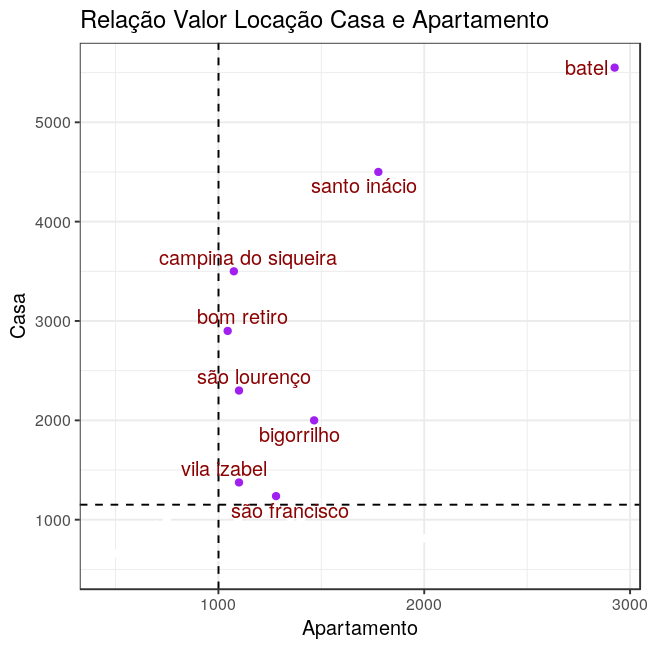 Relação Valor Locação Casa e Apartamento
batel
5000
santo inácio
4000
campina do siqueira
bom retiro
3000
Casa
são lourenço
2000
bigorrilho
vila izabel
são francisco
1000
1000
2000
3000
Apartamento